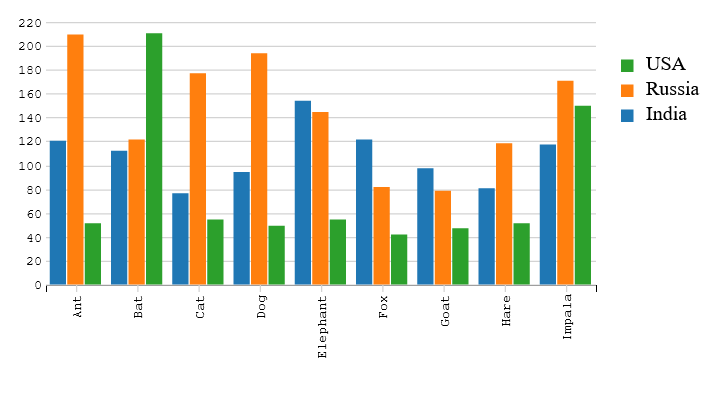 220
200
180
160
140
120
100
80
60
40
20
0
Ant
Bat
Cat
Dog
Elephant
Fox
Goat
Hare
Impala
USA
Russia
India